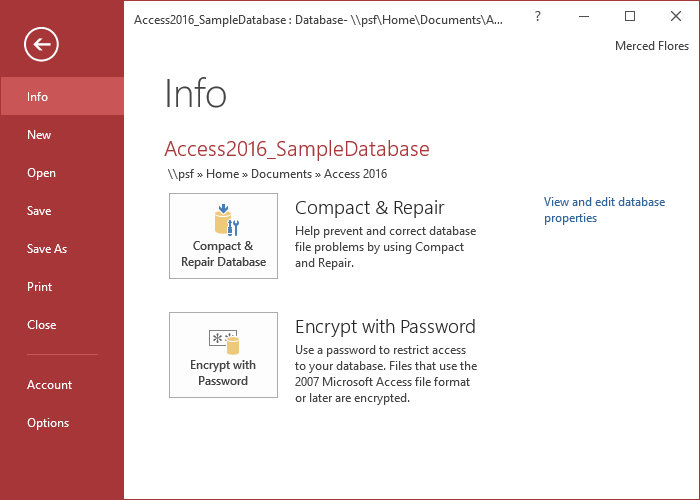 Access2016_SampleDatabase : Database- \\psf\Home\Documents\A...
?
Merced Flores
Info
New
Open
Save
Save As
Print
Close
Account
Options
Info
Access2016_SampleDatabase
\\psf » Home » Documents » Access 2016
Compact &
Repair Database
Compact & Repair
Help prevent and correct database
file problems by using Compact
and Repair.
View and edit database
properties
Encrypt with
Password
Encrypt with Password
Use a password to restrict access
to your database. Files that use the
2007 Microsoft Access file format
or later are encrypted.